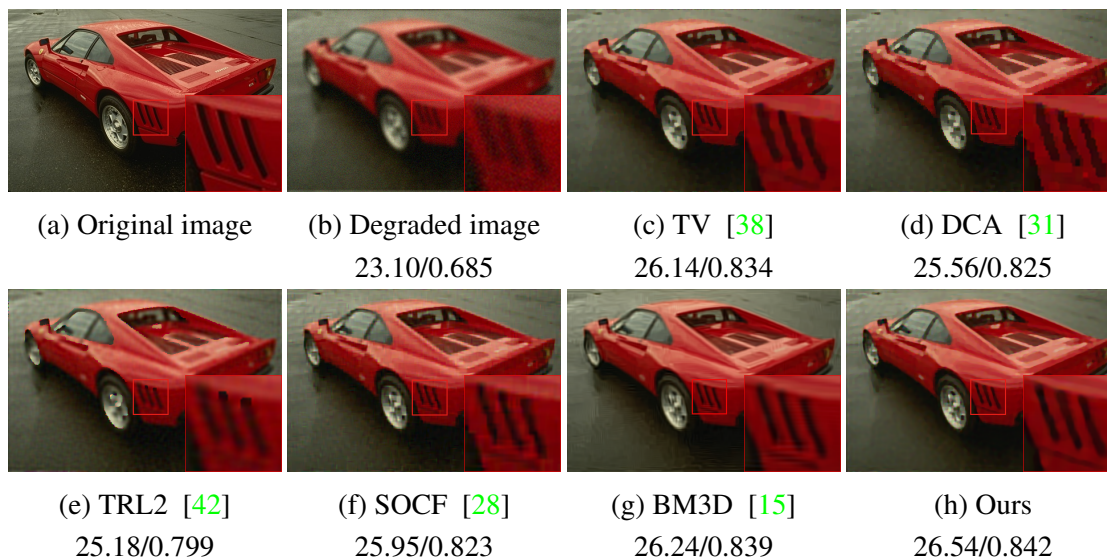 (a) Original image (b) Degraded image (c) TV [38] (d) DCA [31]
23.10/0.685 26.14/0.834 25.56/0.825
(e) TRL2 [42] (f) SOCF [28] (g) BM3D [15] (h) Ours
25.18/0.799 25.95/0.823 26.24/0.839 26.54/0.842